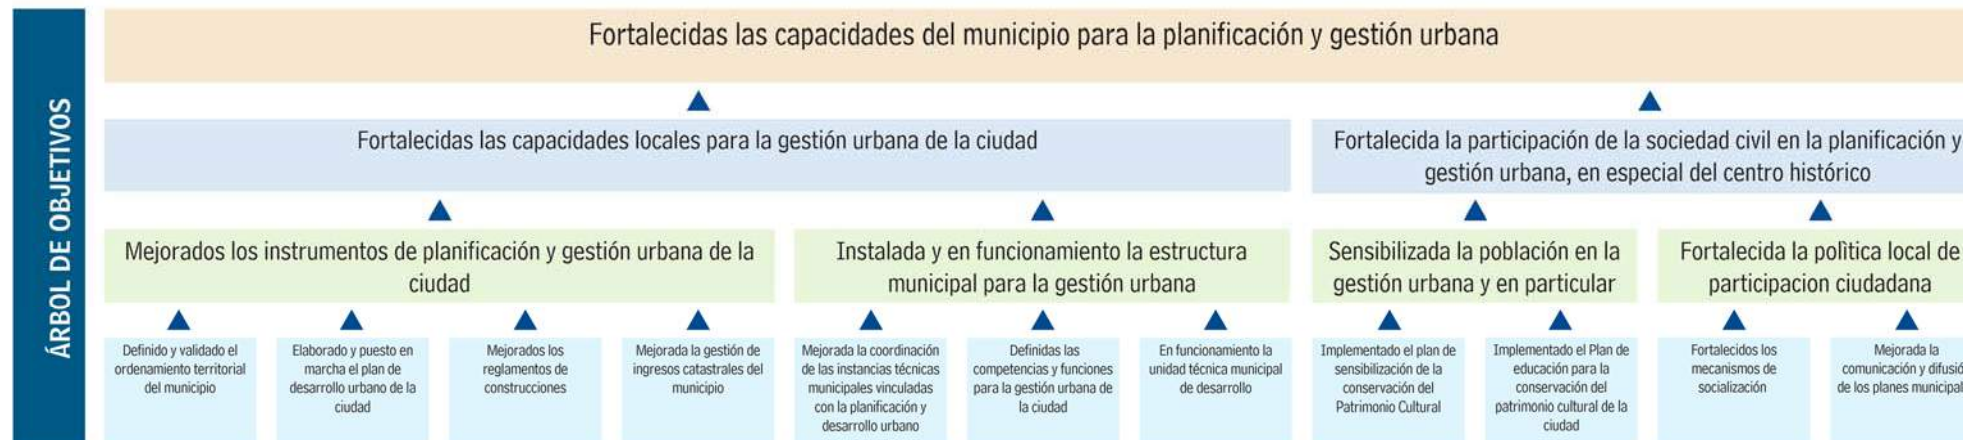 ÁRBOL DE OBJETIVOS
Fortalecidas las capacidades del municipio para la planificación y gestión urbana
Fortalecidas las capacidades locales para la gestión urbana de la ciudad
Fortalecida la participación de la sociedad civil en la planificación y
gestión urbana, en especial del centro histórico
Mejorados los instrumentos de planificación y gestión urbana de la
ciudad
Instalada y en funcionamiento la estructura
municipal para la gestión urbana
Sensibilizada la población en la
gestión urbana y en particular
Fortalecida la polìtica local de
participacion ciudadana
Definido y validado el
ordenamiento territorial
del municipio
Elaborado y puesto en
marcha el plan de
desarrollo urbano de la
ciudad
Mejorados los
reglamentos de
construcciones
Mejorada la gestión de
ingresos catastrales del
municipio
Mejorada la coordinación
de las instancias técnicas
municipales vinculadas
con la planificación y
desarrollo urbano
Definidas las
competencias y funciones
para la gestión urbana de
la ciudad
En funcionamiento la
unidad técnica municipal
de desarrollo
Implementado el plan de
sensibilización de la
conservación del
Patrimonio Cultural
Implementado el Plan de
educación para la
conservación del
patrimonio cultural de la
ciudad
Fortalecidos los
mecanismos de
socialización
Mejorada la
comunicación y difusió
de los planes municipal